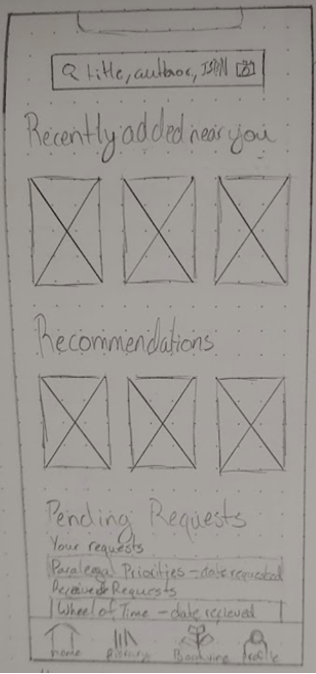 title, author, ISBN
Recently added near you
Recommendations
Pending Requests
Your requests
Paralegal Priorities - date requested
Received Requests
Wheel of Time - date recieved
home library Bookvine Profile